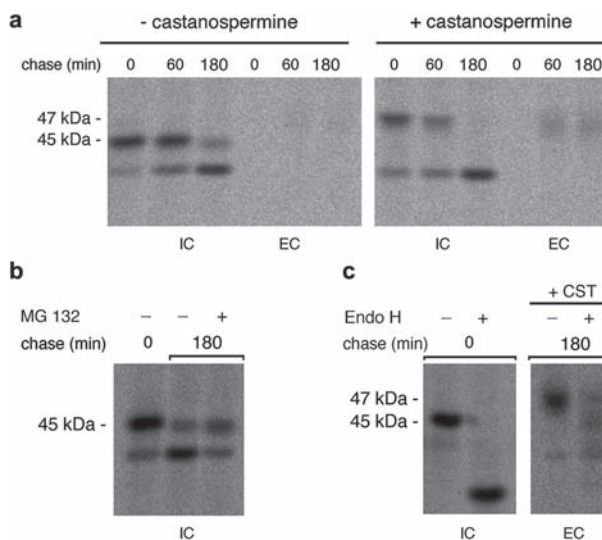 a
- castanospermine + castanospermine
chase (min) 0 60 180 0 60 180 0 60 180 0 60 180
47 kDa -
45 kDa -
IC EC IC EC
b
MG 132 – – +
chase (min) 0 180
45 kDa -
IC
c
+ CST
Endo H – + – +
chase (min) 0 180
47 kDa -
45 kDa -
IC EC